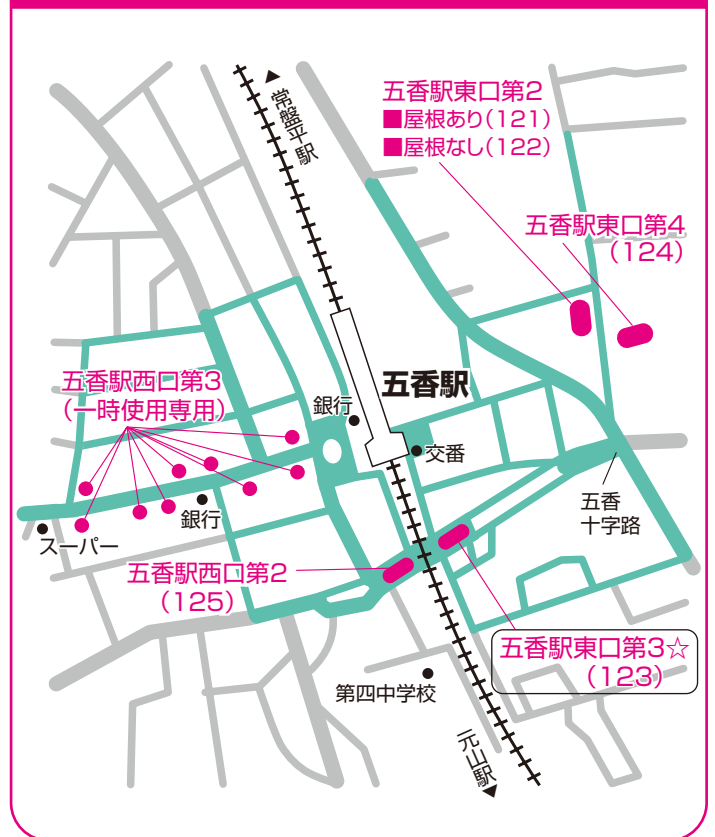 五香駅東口第2
■屋根あり(121)
■屋根なし(122)
▲常盤平駅
五香駅東口第4
(124)
五香駅西口第3
(一時使用専用)
銀行
五香駅
交番
五香
十字路
銀行
スーパー
五香駅西口第2
(125)
五香駅東口第3☆
(123)
第四中学校
元山駅▼